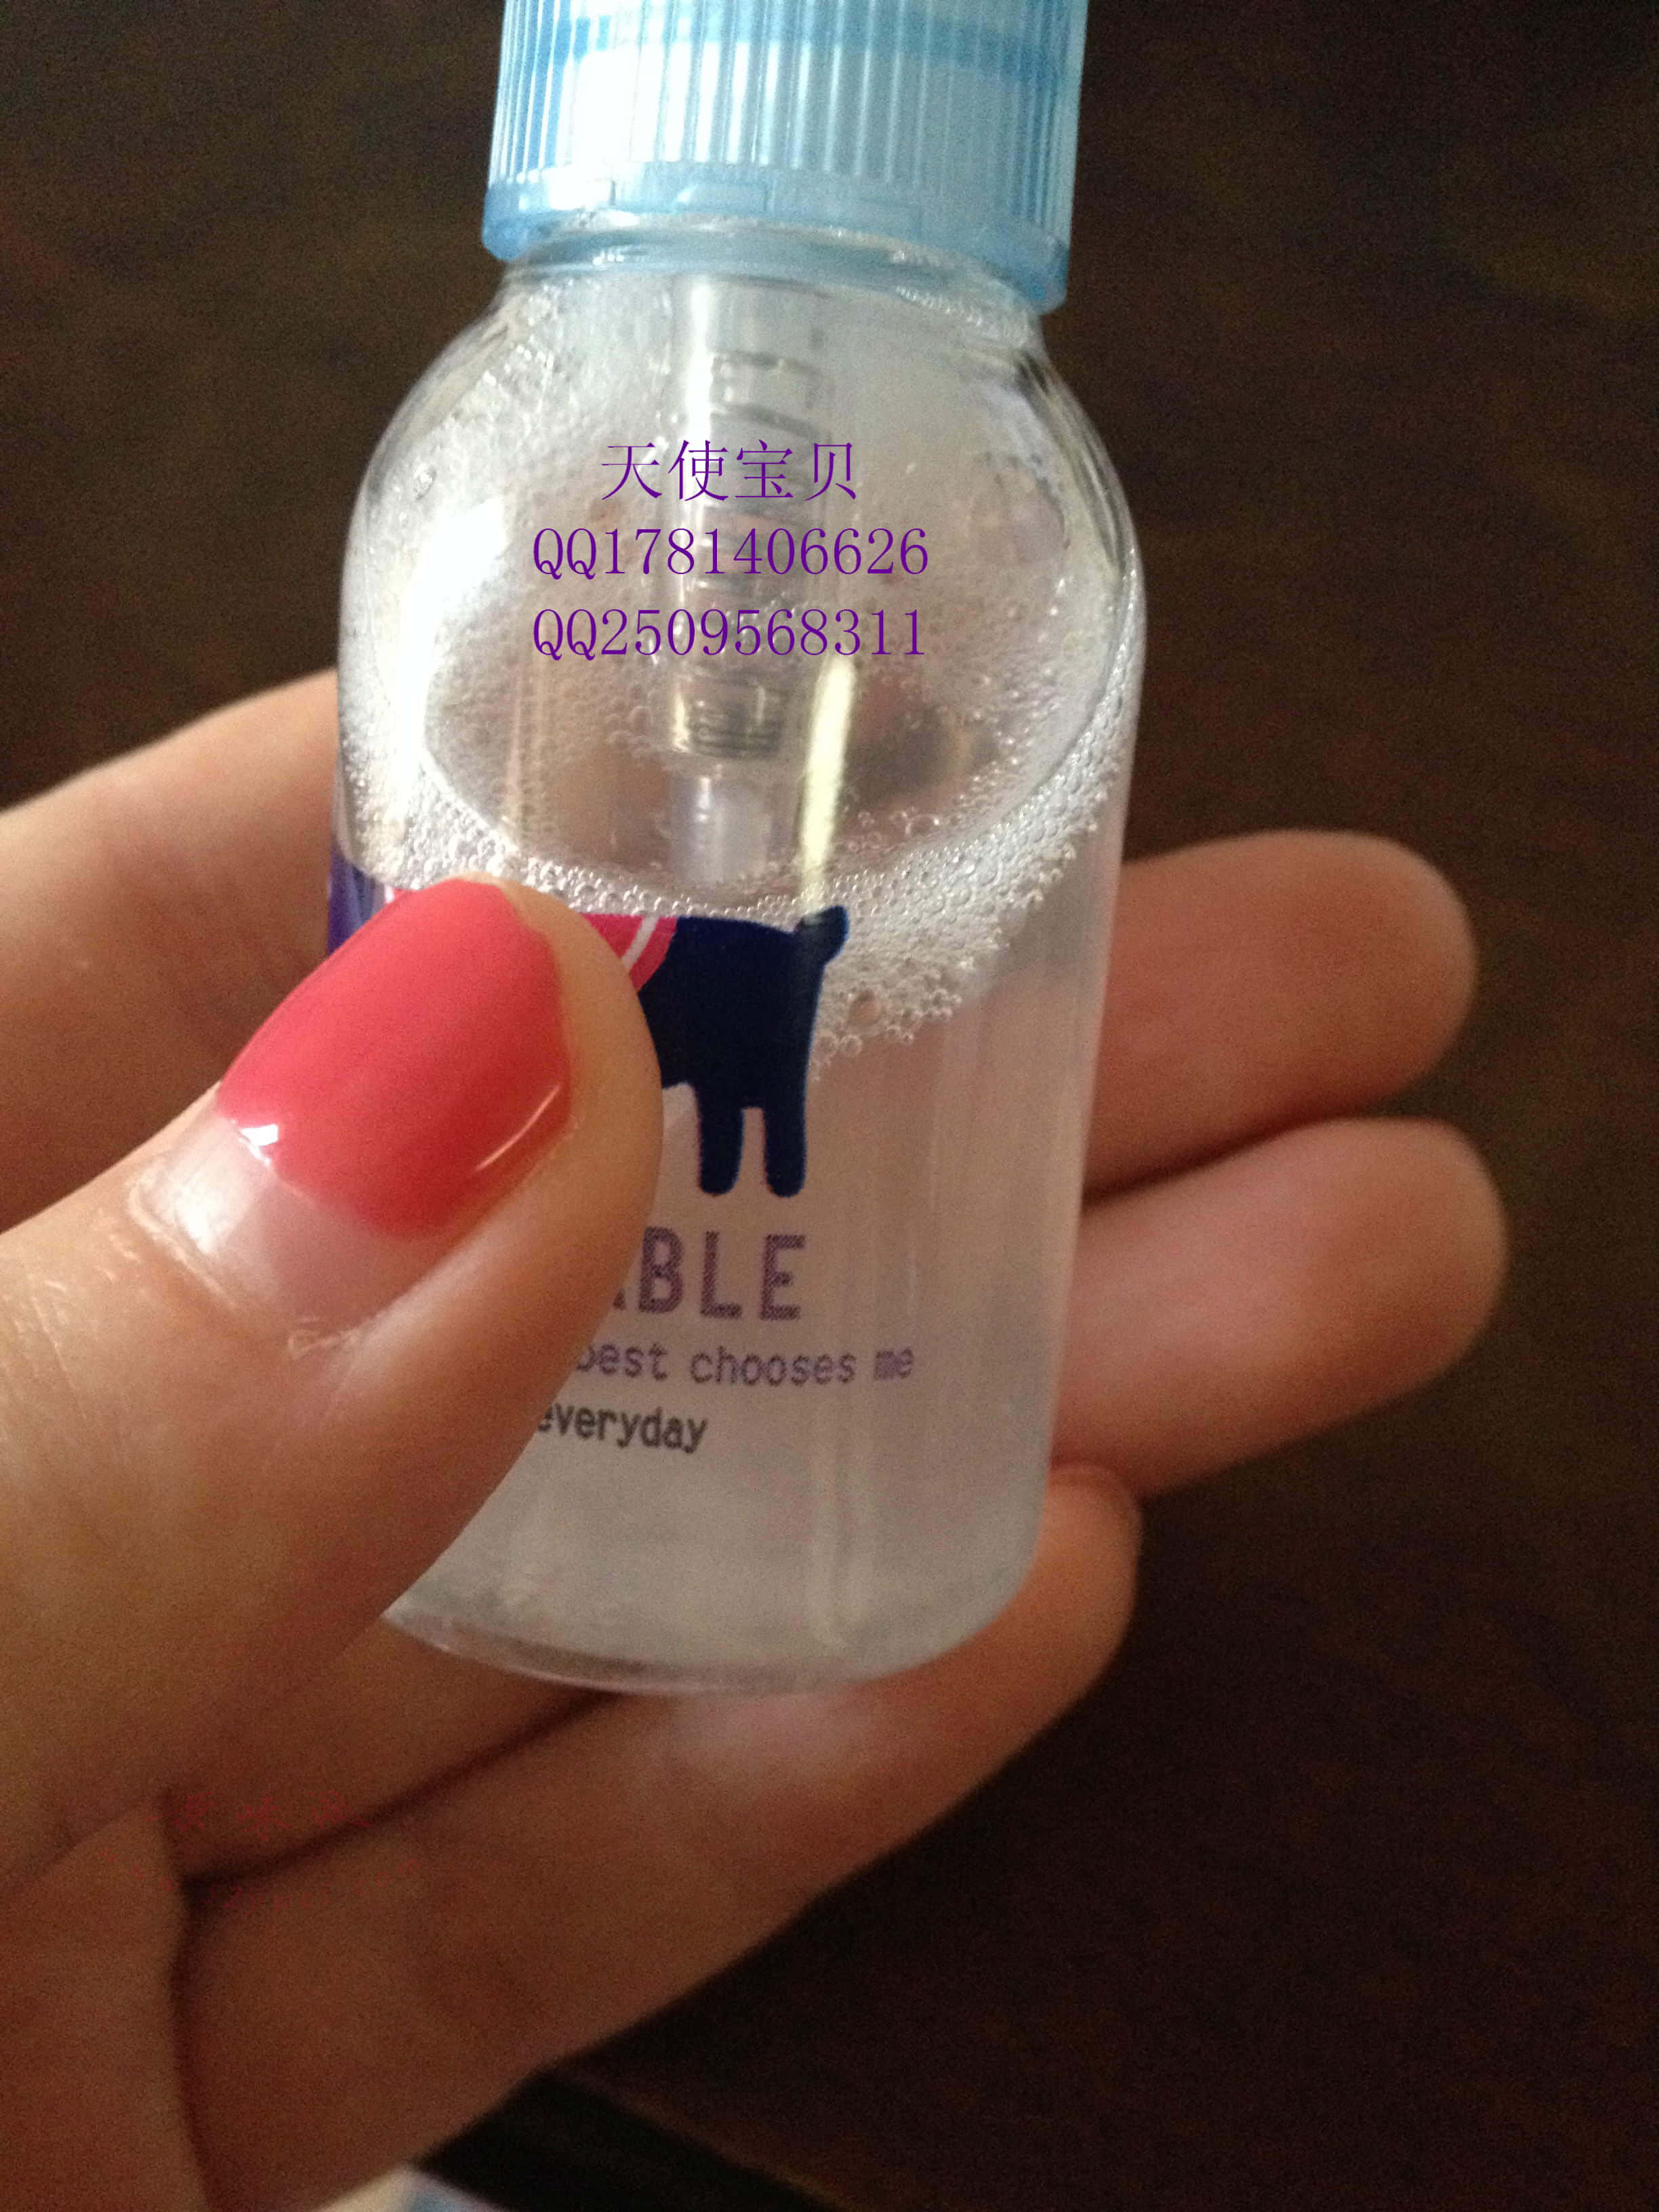 天使宝贝
QQ1781406626
QQ2509568311
BLE
best chooses me
everyday